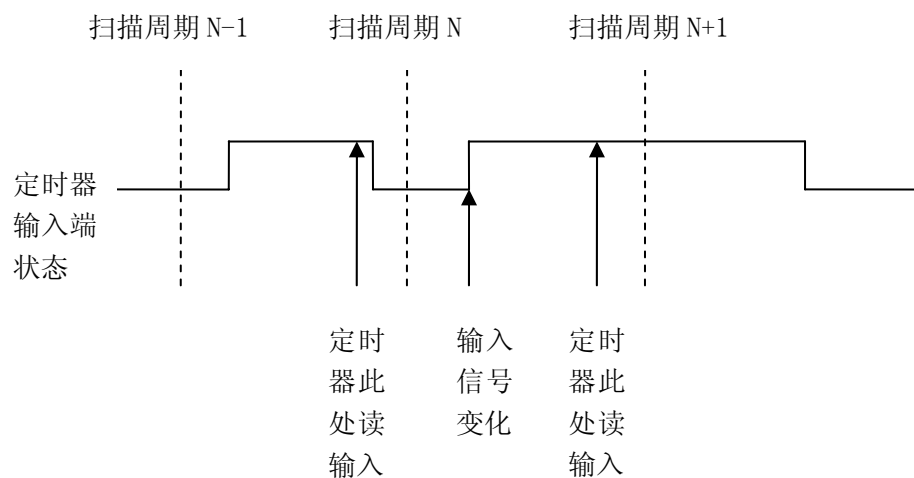 扫描周期 N-1 扫描周期 N 扫描周期 N+1
定时器
输入端
状态
定时
器此
处读
输入
输入
信号
变化
定时
器此
处读
输入